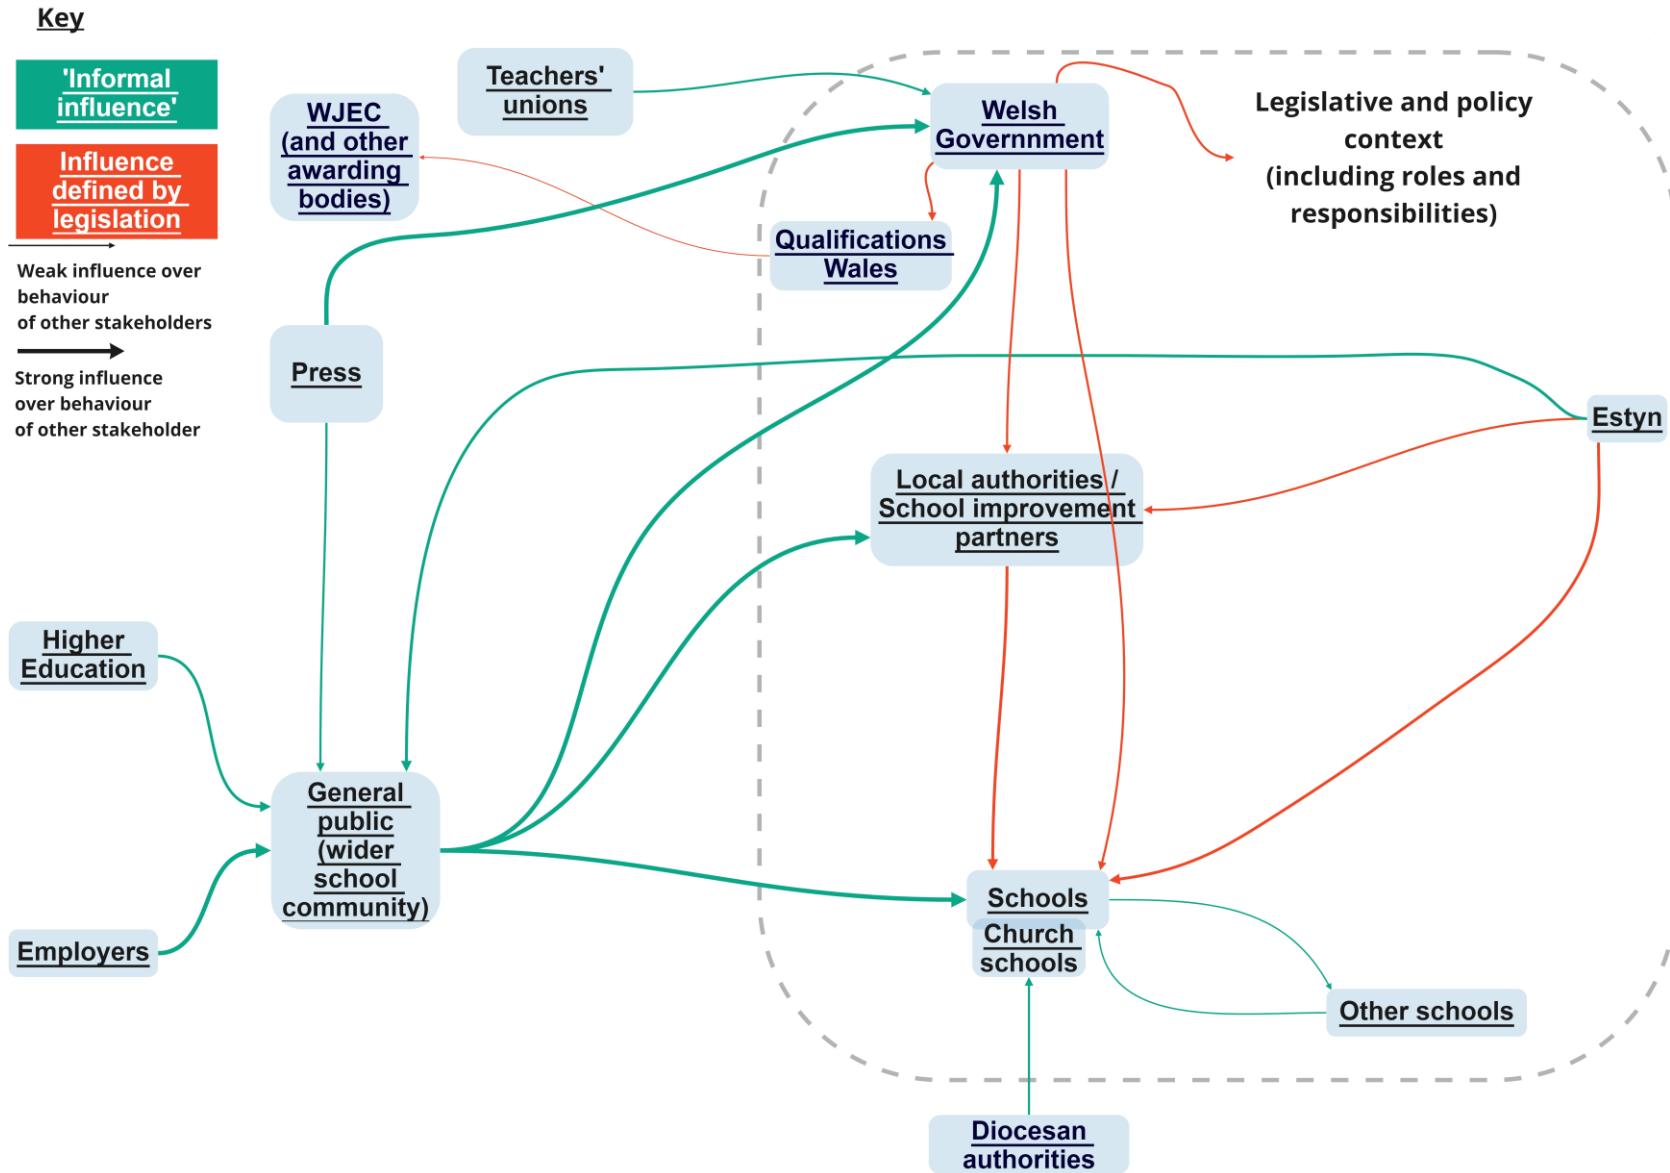 Key
'Informal
influence'
Influence
defined by
legislation
Weak influence over
behaviour
of other stakeholders
Strong influence
over behaviour
of other stakeholder
WJEC
(and other
awarding
bodies)
Teachers'
unions
Welsh
Governnment
Legislative and policy
context
(including roles and
responsibilities)
Qualifications
Wales
Press
Estyn
Local authorities /
School improvement
partners
Higher
Education
General
public
(wider
school
community)
Employers
Schools
Church
schools
Other schools
Diocesan
authorities